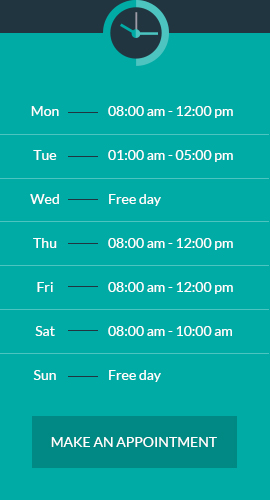 Mon — 08:00 am - 12:00 pm
Tue — 01:00 am - 05:00 pm
Wed — Free day
Thu — 08:00 am - 12:00 pm
Fri — 08:00 am - 12:00 pm
Sat — 08:00 am - 10:00 am
Sun — Free day
MAKE AN APPOINTMENT